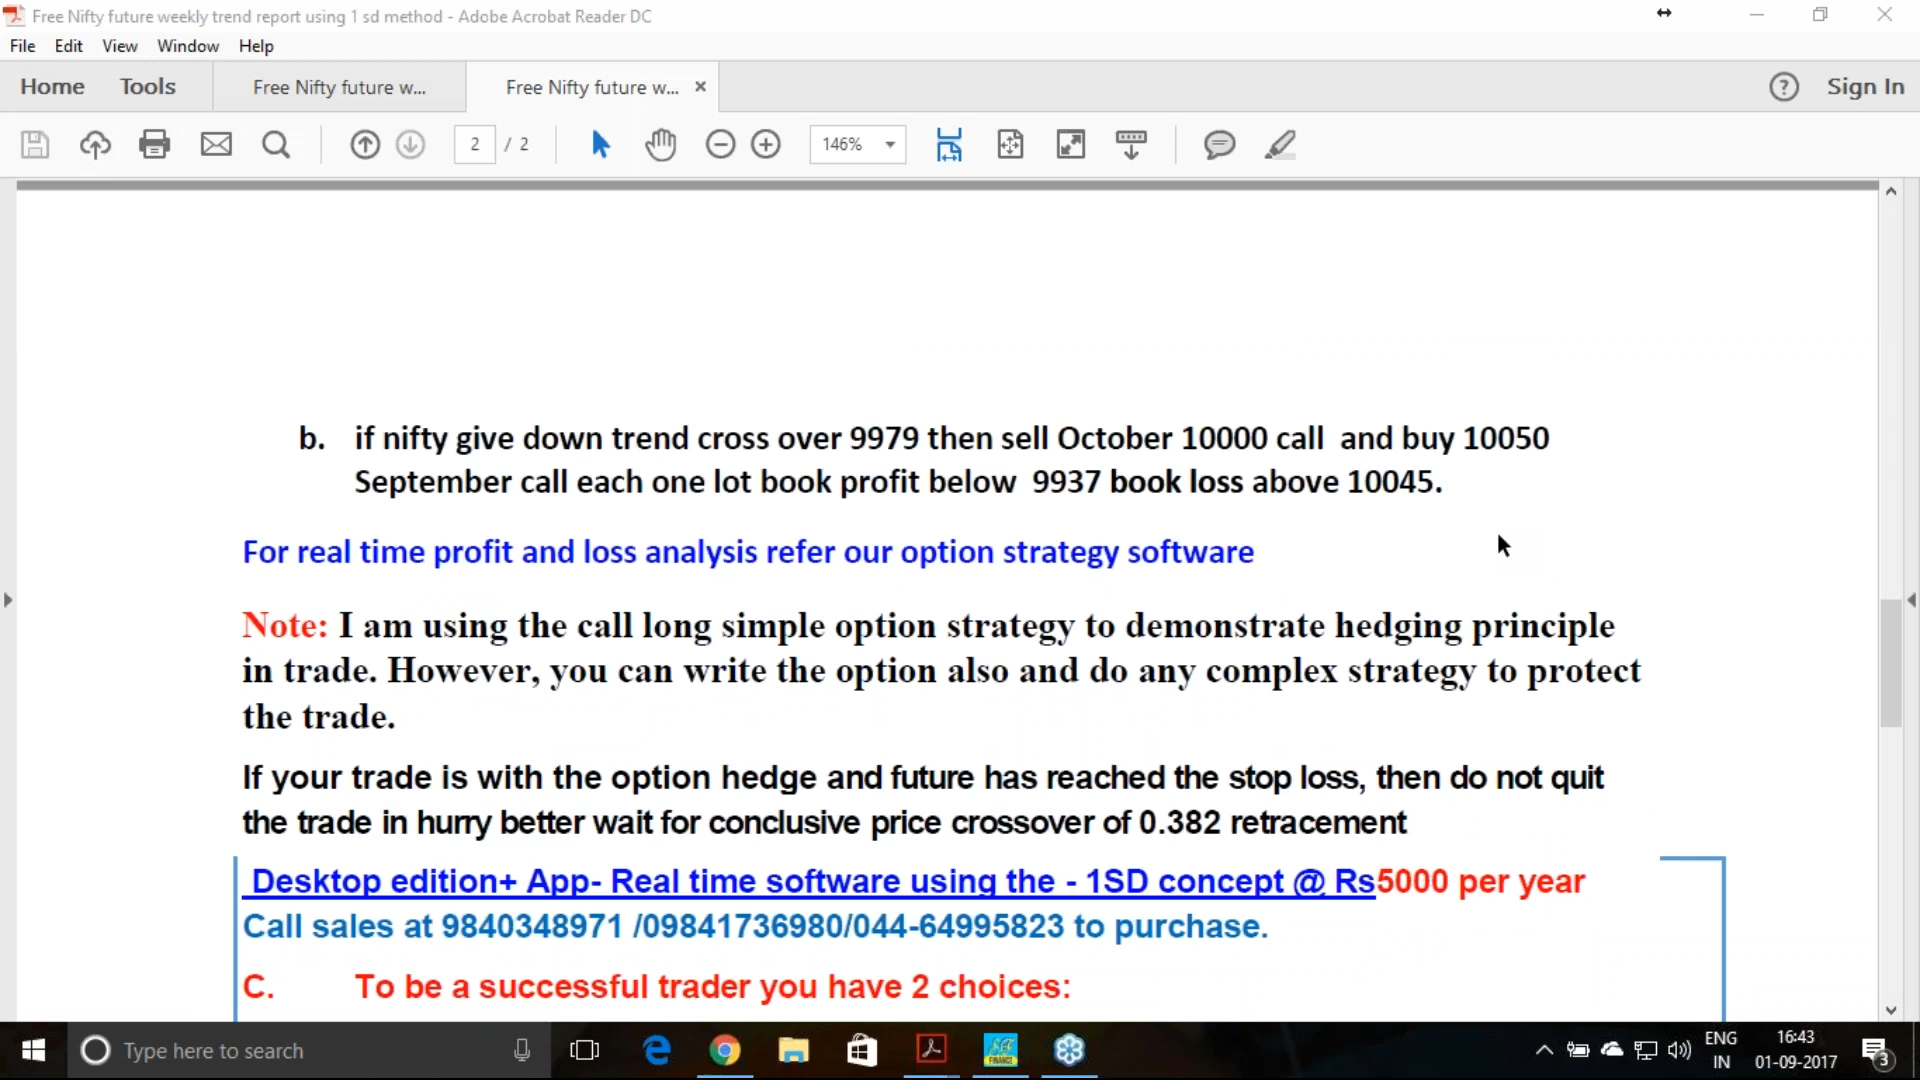 Free Nifty future weekly trend report using 1 sd method - Adobe Acrobat Reader DC
File Edit View Window Help
Home Tools Free Nifty future w... Free Nifty future w... × ? Sign In
2 / 2 146%
b. if nifty give down trend cross over 9979 then sell October 10000 call and buy 10050
September call each one lot book profit below 9937 book loss above 10045.
For real time profit and loss analysis refer our option strategy software
Note: I am using the call long simple option strategy to demonstrate hedging principle
in trade. However, you can write the option also and do any complex strategy to protect
the trade.
If your trade is with the option hedge and future has reached the stop loss, then do not quit
the trade in hurry better wait for conclusive price crossover of 0.382 retracement
Desktop edition+ App- Real time software using the - 1SD concept @ Rs5000 per year
Call sales at 9840348971 /09841736980/044-64995823 to purchase.
C. To be a successful trader you have 2 choices:
Type here to search
FINANCE
ENG
IN
16:43
01-09-2017
3